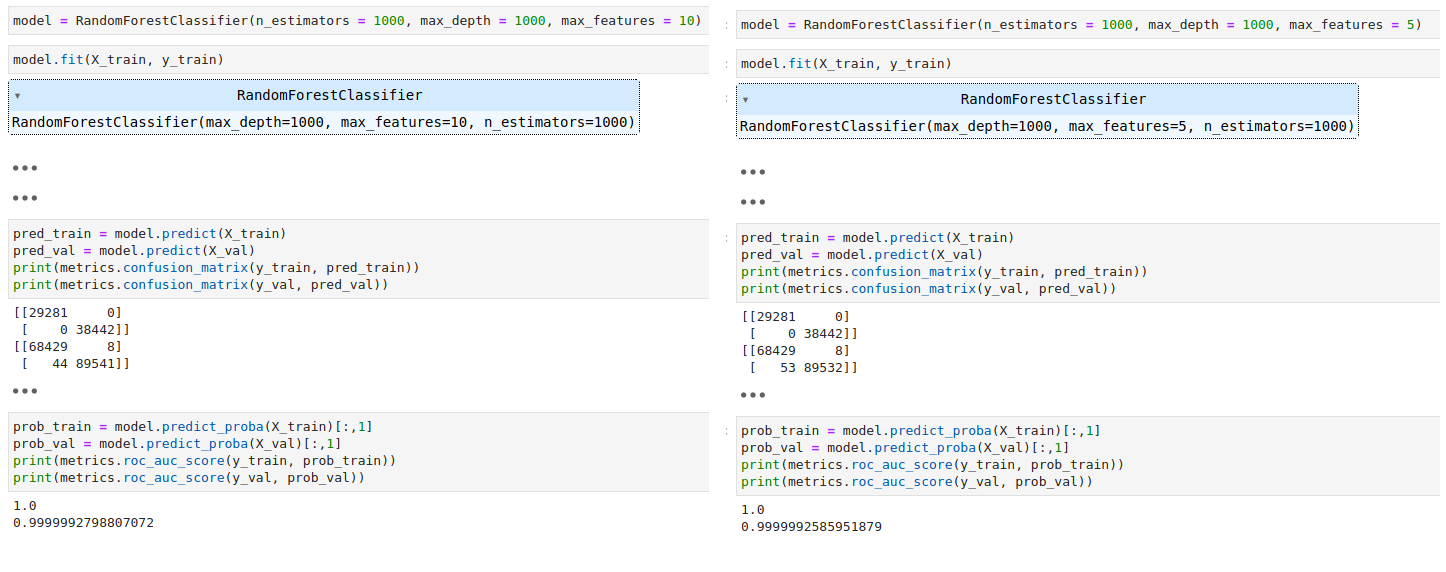 model = RandomForestClassifier(n_estimators = 1000, max_depth = 1000, max_features = 10)
model.fit(X_train, y_train)
▾ RandomForestClassifier
RandomForestClassifier(max_depth=1000, max_features=10, n_estimators=1000)
•••
•••
pred_train = model.predict(X_train)
pred_val = model.predict(X_val)
print(metrics.confusion_matrix(y_train, pred_train))
print(metrics.confusion_matrix(y_val, pred_val))
[[29281     0]
 [    0 38442]]
[[68429     8]
 [   44 89541]]
•••
prob_train = model.predict_proba(X_train)[:,1]
prob_val = model.predict_proba(X_val)[:,1]
print(metrics.roc_auc_score(y_train, prob_train))
print(metrics.roc_auc_score(y_val, prob_val))
1.0
0.9999992798807072
model = RandomForestClassifier(n_estimators = 1000, max_depth = 1000, max_features = 5)
model.fit(X_train, y_train)
▾ RandomForestClassifier
RandomForestClassifier(max_depth=1000, max_features=5, n_estimators=1000)
•••
•••
pred_train = model.predict(X_train)
pred_val = model.predict(X_val)
print(metrics.confusion_matrix(y_train, pred_train))
print(metrics.confusion_matrix(y_val, pred_val))
[[29281     0]
 [    0 38442]]
[[68429     8]
 [   53 89532]]
•••
prob_train = model.predict_proba(X_train)[:,1]
prob_val = model.predict_proba(X_val)[:,1]
print(metrics.roc_auc_score(y_train, prob_train))
print(metrics.roc_auc_score(y_val, prob_val))
1.0
0.9999992585951879